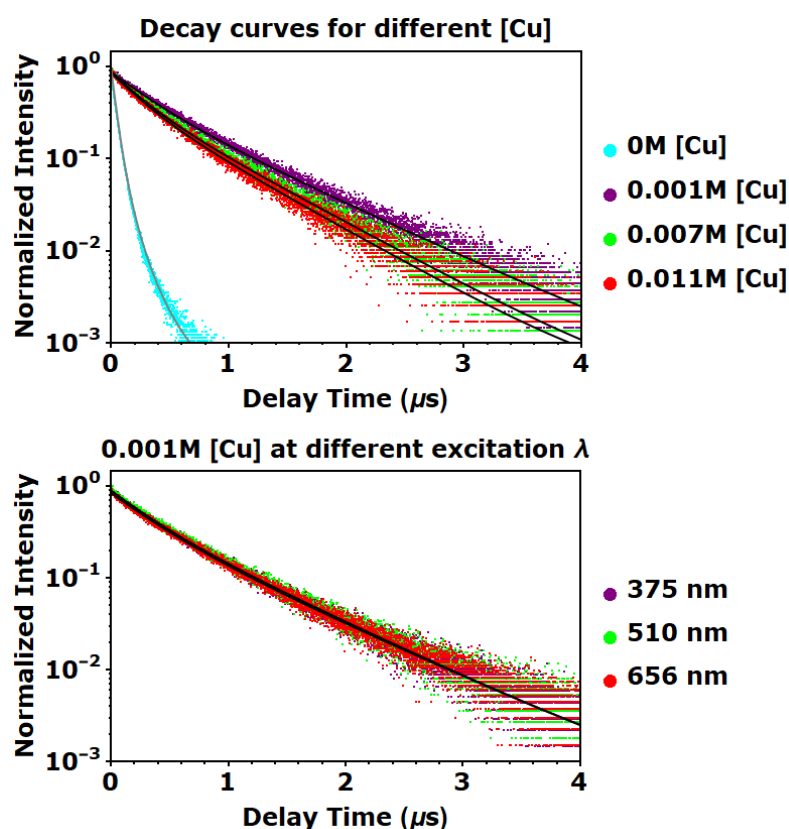 Decay curves for different [Cu]
10⁰
10⁻¹
10⁻²
10⁻³
Normalized Intensity
0 1 2 3 4
Delay Time (μs)
0M [Cu]
0.001M [Cu]
0.007M [Cu]
0.011M [Cu]
0.001M [Cu] at different excitation λ
10⁰
10⁻¹
10⁻²
10⁻³
Normalized Intensity
0 1 2 3 4
Delay Time (μs)
375 nm
510 nm
656 nm